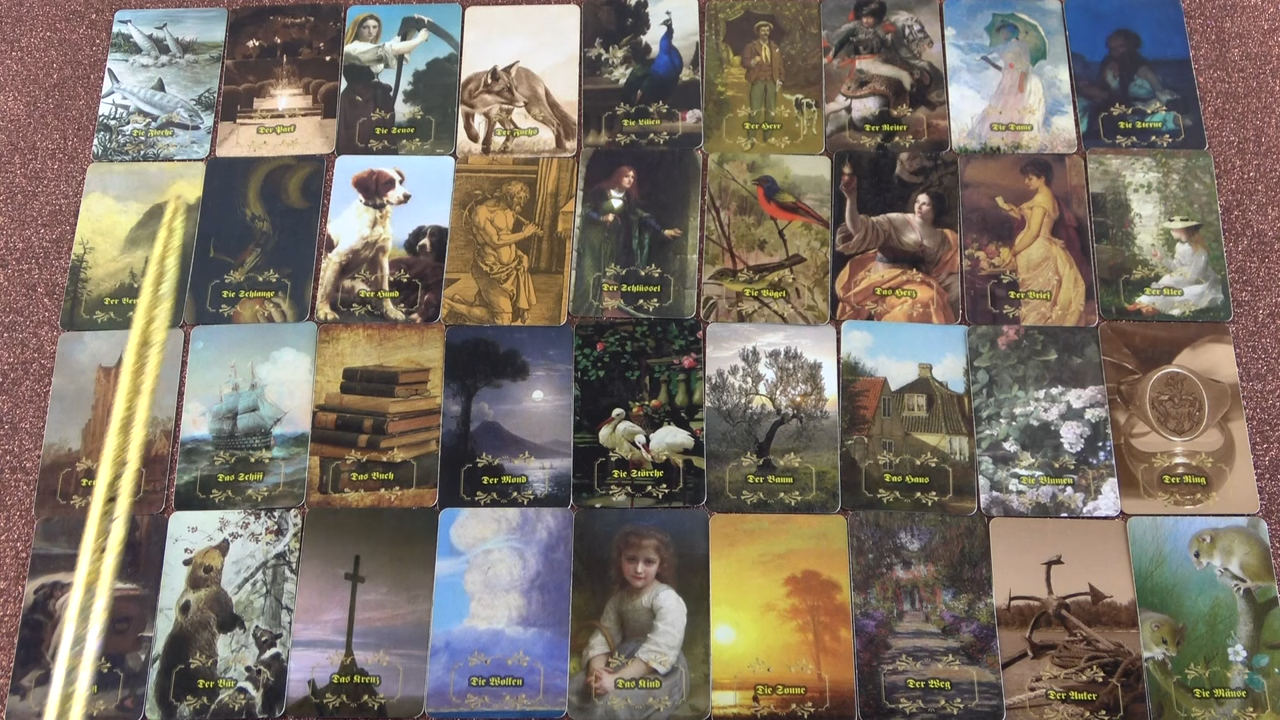 Die Fische
Der Park
Die Sense
Der Fuchs
Die Lilien
Der Herr
Der Reiter
Die Dame
Die Sterne
Die Schlange
Der Hund
Der Schlüssel
Die Vögel
Das Herz
Der Brief
Der Klee
Das Schiff
Das Buch
Der Mond
Die Störche
Der Baum
Das Haus
Die Blumen
Der Ring
Der Bär
Das Kreuz
Die Wolken
Das Kind
Die Sonne
Der Weg
Der Anker
Die Mäuse